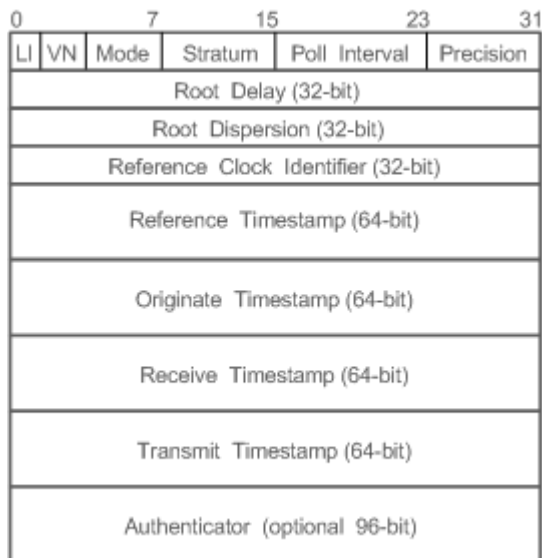 0 7 15 23 31
LI VN Mode Stratum Poll Interval Precision
Root Delay (32-bit)
Root Dispersion (32-bit)
Reference Clock Identifier (32-bit)
Reference Timestamp (64-bit)
Originate Timestamp (64-bit)
Receive Timestamp (64-bit)
Transmit Timestamp (64-bit)
Authenticator (optional 96-bit)